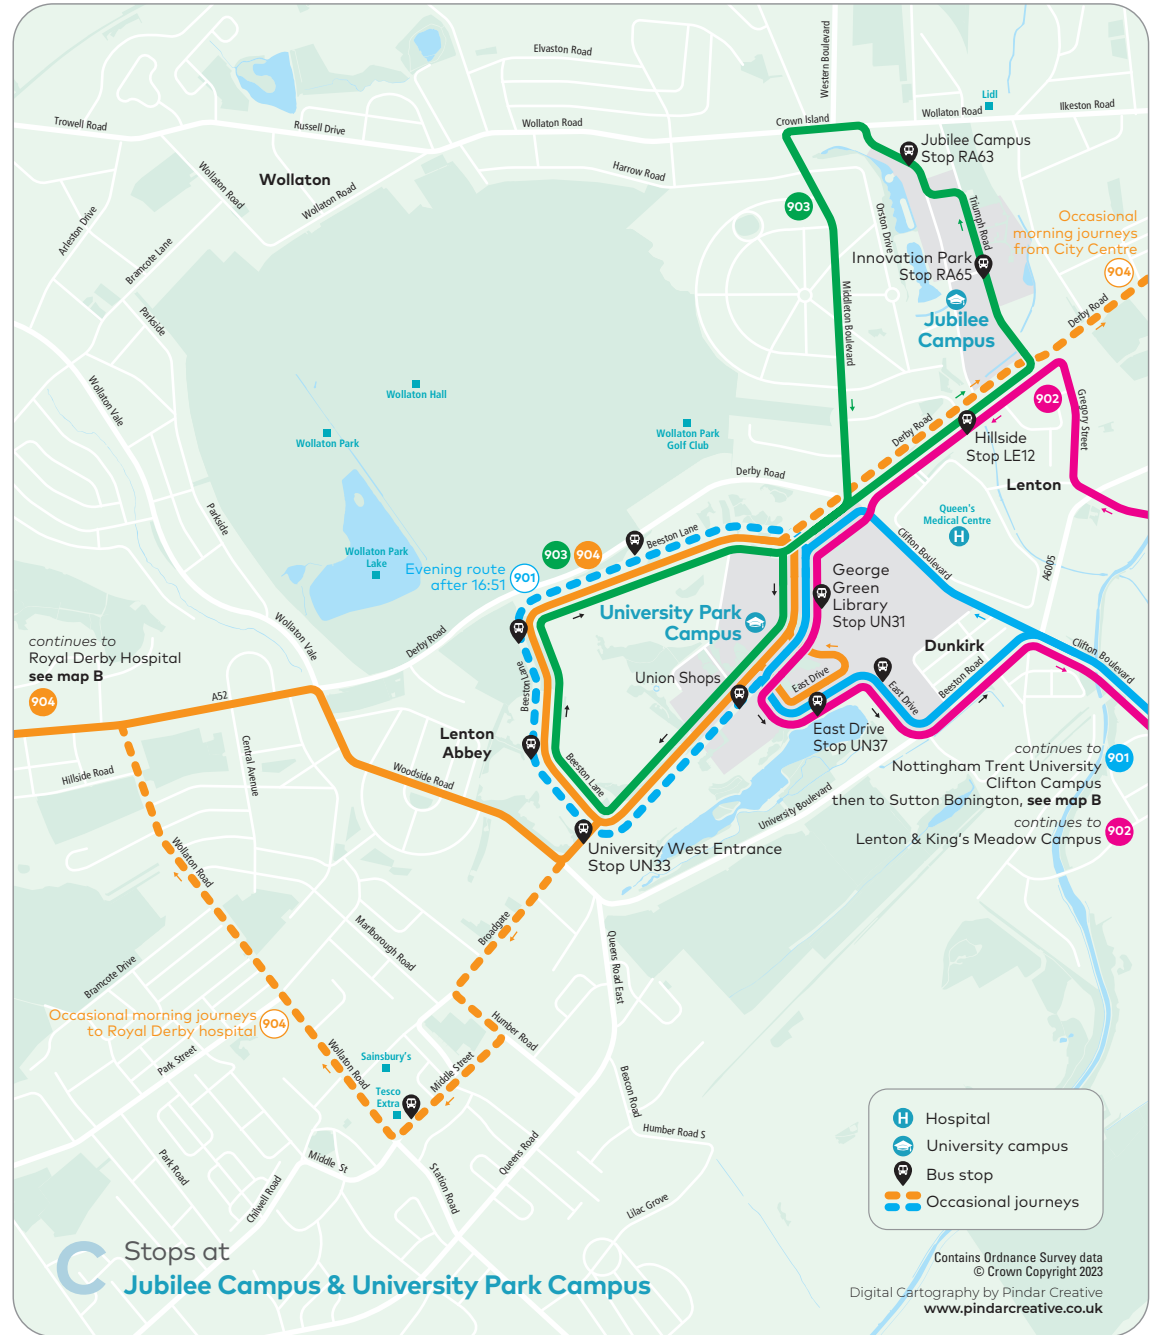 Elvaston Road
Western Boulevard
Lidl
Wollaton Road
Ilkeston Road
Trowell Road
Russell Drive
Wollaton Road
Crown Island
Jubilee Campus
Stop RA63
Wollaton
Wollaton Road
Wollaton Road
Harrow Road
903
Arleston Drive
Bramcote Lane
Orston Drive
Triumph Road
Occasional
morning journeys
from City Centre
904
Innovation Park
Stop RA65
Jubilee
Campus
Derby Road
Parkside
Middleton Boulevard
Wollaton Vale
Wollaton Hall
Wollaton Park
Wollaton Park
Golf Club
902
Gregory Street
Derby Road
Hillside
Stop LE12
Lenton
Derby Road
Parkside
Queen's
Medical Centre
H
Clifton Boulevard
A6005
Beeston Lane
903
904
Wollaton Park
Lake
Evening route
after 16:51
901
George
Green
Library
Stop UN31
University Park
Campus
Wollaton Vale
Derby Road
Dunkirk
Clifton Boulevard
continues to
Royal Derby Hospital
see map B
904
A52
Beeston Lane
Union Shops
East Drive
East Drive
Beeston Road
Lenton
Abbey
East Drive
Stop UN37
Central Avenue
Hillside Road
Woodside Road
Beeston Lane
University Boulevard
continues to
901
Nottingham Trent University
Clifton Campus
then to Sutton Bonington, see map B
continues to
Lenton & King's Meadow Campus
902
University West Entrance
Stop UN33
Wollaton Road
Marlborough Road
Broadgate
Queens Road East
Bramcote Drive
Occasional morning journeys
to Royal Derby hospital
904
Humber Road
Park Street
Wollaton Road
Sainsbury's
Middle Street
Tesco
Extra
Beacon Road
Humber Road S
Middle St
Park Road
Chilwell Road
Station Road
Queens Road
Lilac Grove
H
Hospital
University campus
Bus stop
Occasional journeys
C
Stops at
Jubilee Campus & University Park Campus
Contains Ordnance Survey data
© Crown Copyright 2023
Digital Cartography by Pindar Creative
www.pindarcreative.co.uk